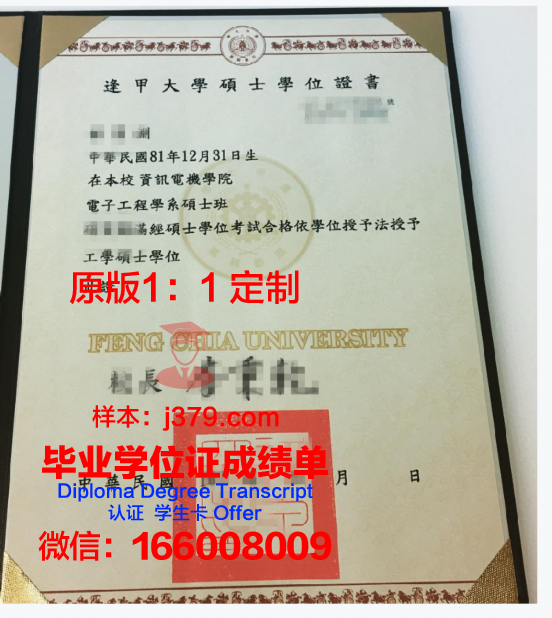 逢甲大學碩士學位證書
號
中華民國81年12月31日生
在本校 資訊電機學院
電子工程學系碩士班
經碩士學位考試合格依學位授予法授予
工學碩士學位
原版1：1 定制
FENG CHIA UNIVERSITY
長
样本：j379.com
毕业学位证成绩单
中華民國 月 日
Diploma Degree Transcript
认证 学生卡 Offer
微信：166008009